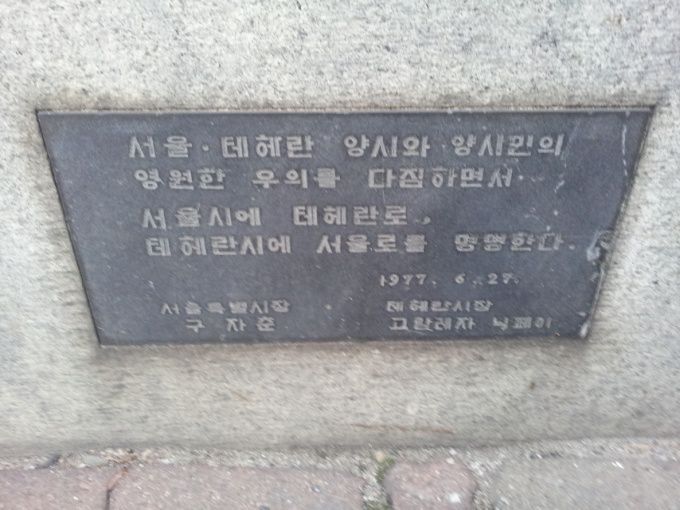 서울·테헤란 양시와 양시민의
영원한 우의를 다짐하면서
서울시에 테헤란로,
테헤란시에 서울로를 명명한다.
1977. 6. 27.
서울특별시장 테헤란시장
구 자 춘 고람레자 닉페이